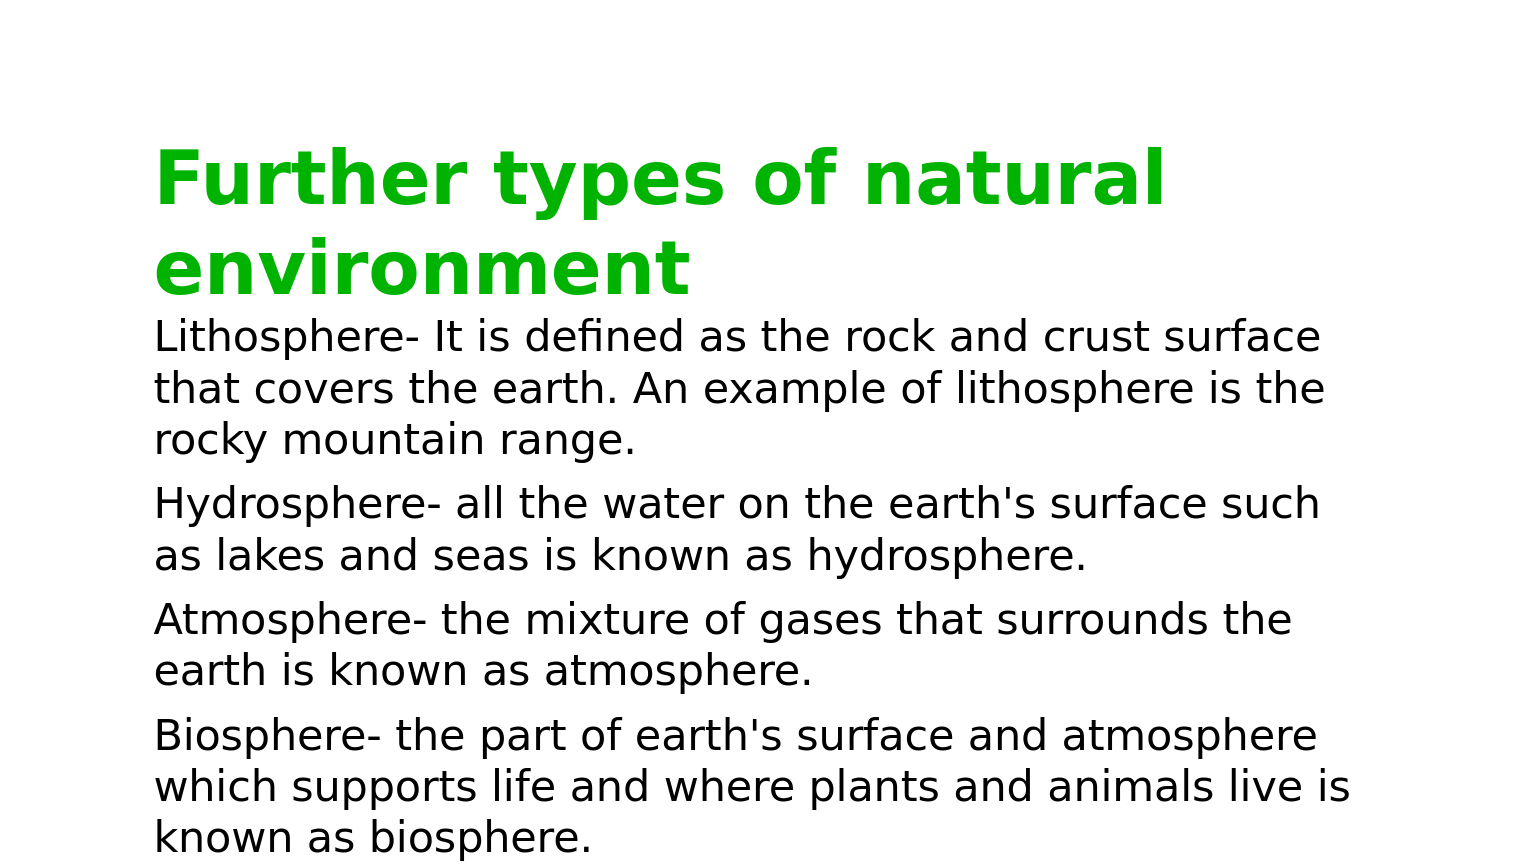 Further types of natural
environment
Lithosphere- It is defined as the rock and crust surface
that covers the earth. An example of lithosphere is the
rocky mountain range.
Hydrosphere- all the water on the earth's surface such
as lakes and seas is known as hydrosphere.
Atmosphere- the mixture of gases that surrounds the
earth is known as atmosphere.
Biosphere- the part of earth's surface and atmosphere
which supports life and where plants and animals live is
known as biosphere.